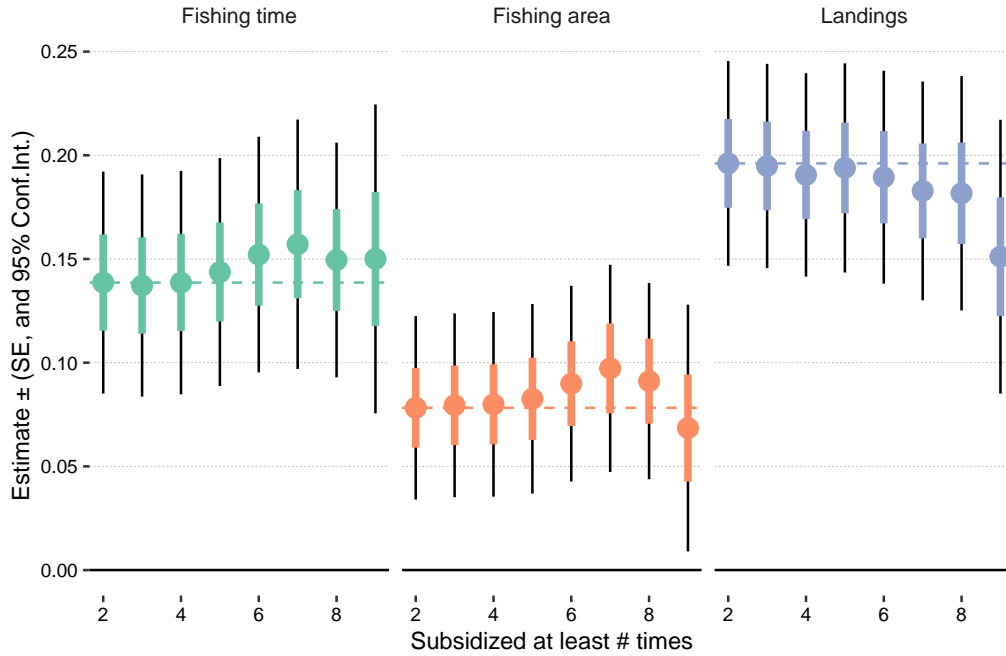 Fishing time Fishing area Landings
Estimate ± (SE, and 95% Conf.Int.)
0.25
0.20
0.15
0.10
0.05
0.00
2 4 6 8 2 4 6 8 2 4 6 8
Subsidized at least # times